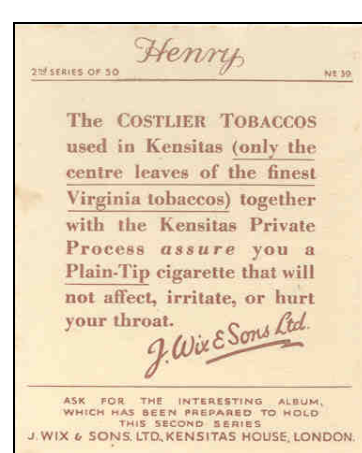 Henry
2nd SERIES OF 50 No 39
The COSTLIER TOBACCOS
used in Kensitas (only the
centre leaves of the finest
Virginia tobaccos) together
with the Kensitas Private
Process assure you a
Plain-Tip cigarette that will
not affect, irritate, or hurt
your throat.
J. Wix & Sons Ltd.
ASK FOR THE INTERESTING ALBUM,
WHICH HAS BEEN PREPARED TO HOLD
THIS SECOND SERIES
J. WIX & SONS. LTD., KENSITAS HOUSE, LONDON.